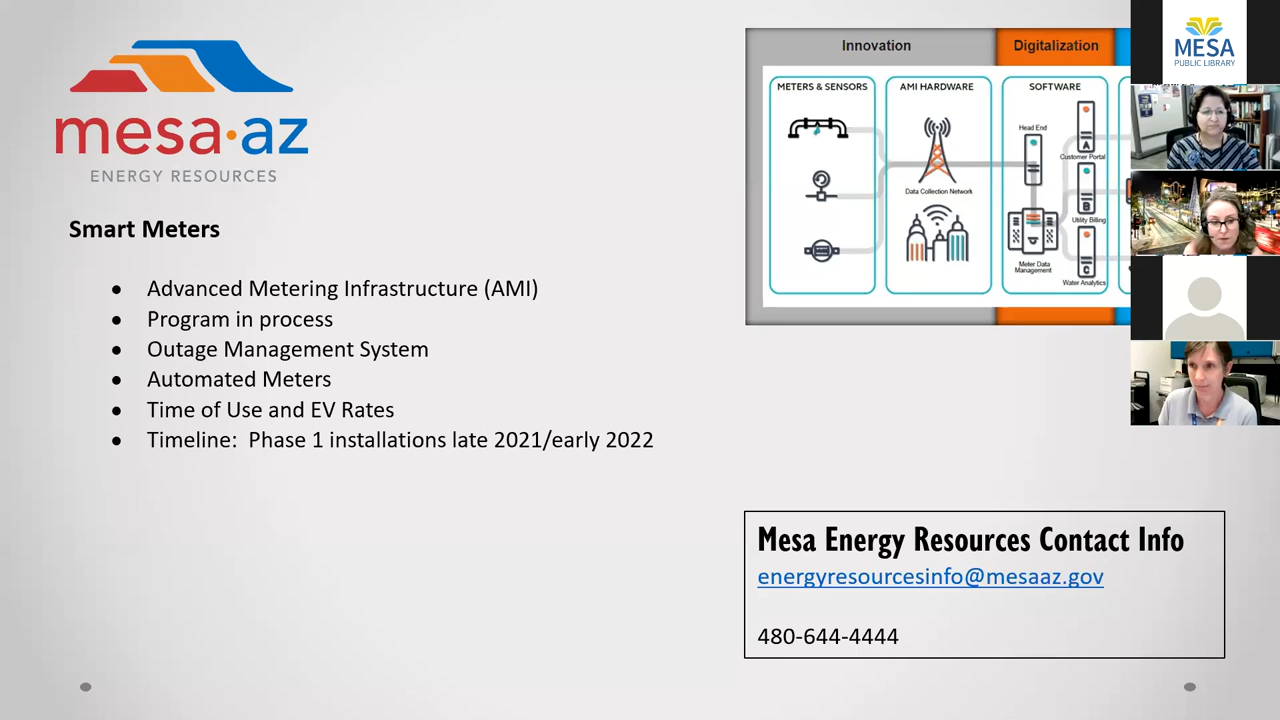 mesa·az
ENERGY RESOURCES
Smart Meters
• Advanced Metering Infrastructure (AMI)
• Program in process
• Outage Management System
• Automated Meters
• Time of Use and EV Rates
• Timeline: Phase 1 installations late 2021/early 2022
Innovation
Digitalization
METERS & SENSORS
AMI HARDWARE
Data Collection Network
SOFTWARE
Head End
Meter Data
Management
A
Customer Portal
B
Utility Billing
C
Water Analytics
MESA
PUBLIC LIBRARY
Mesa Energy Resources Contact Info
energyresourcesinfo@mesaaz.gov
480-644-4444